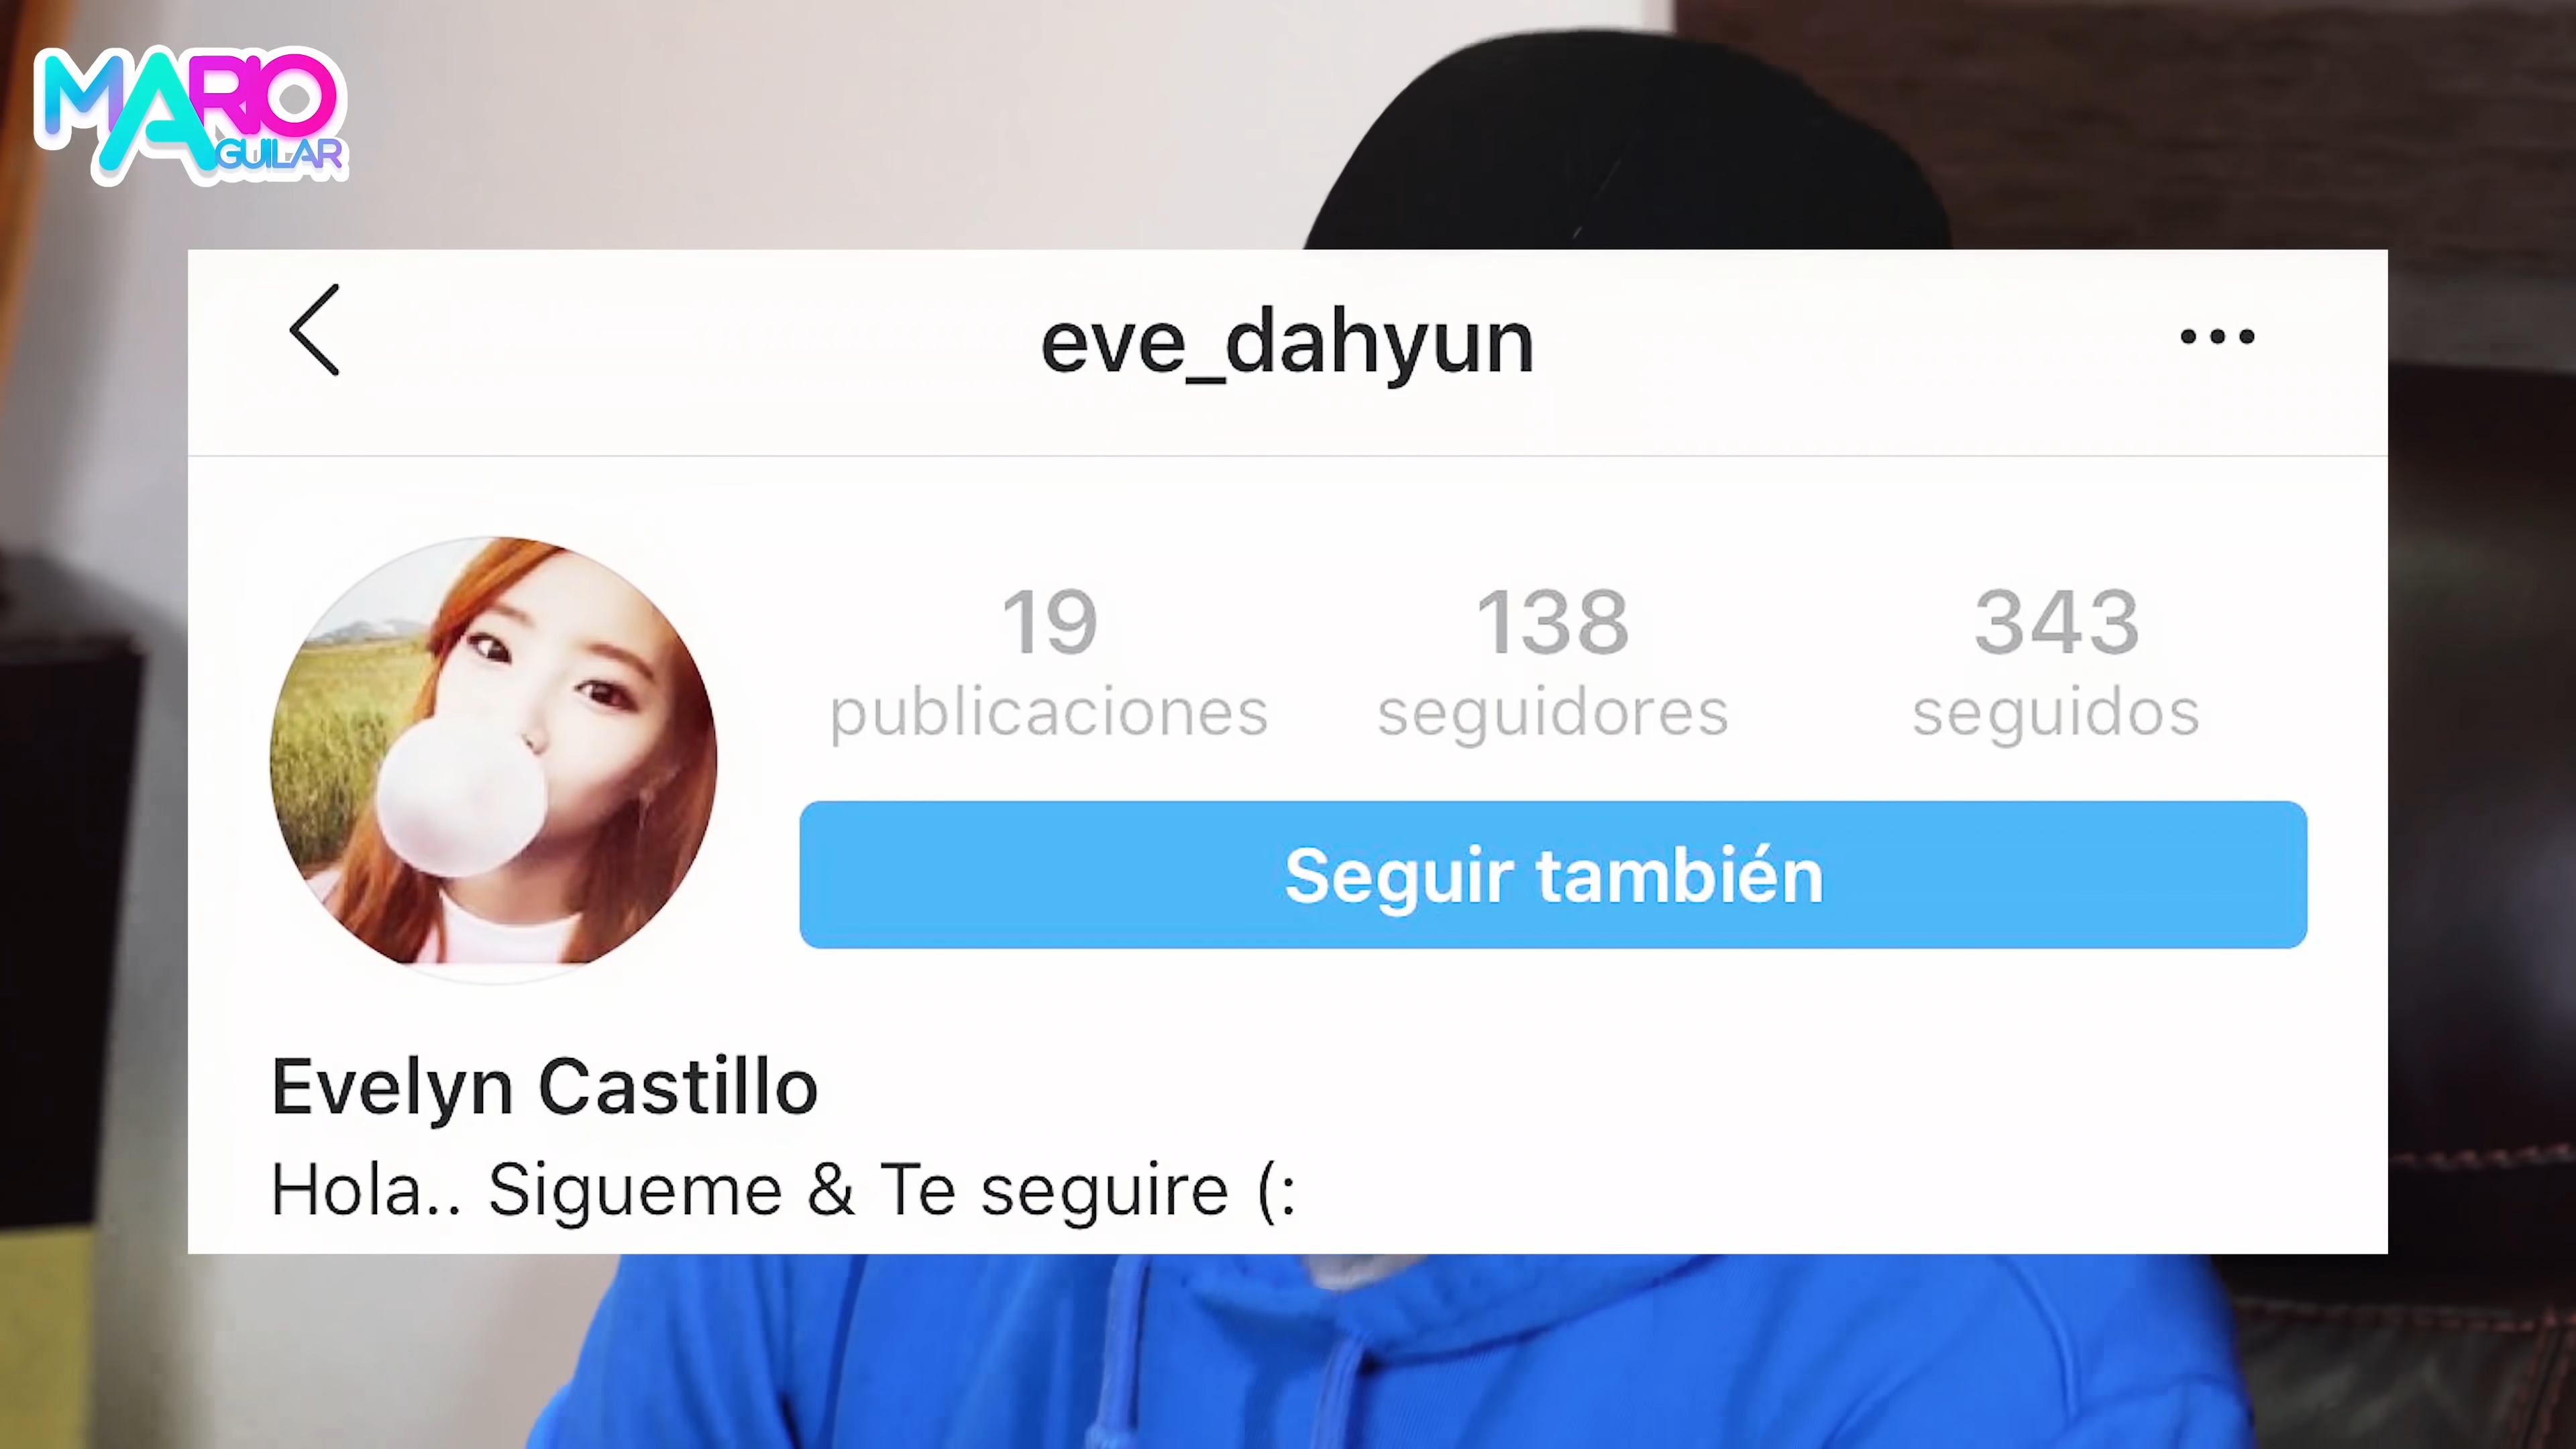 MARIO
AGUILAR
eve_dahyun
19
publicaciones
138
seguidores
343
seguidos
Seguir también
Evelyn Castillo
Hola.. Sigueme & Te seguire (: